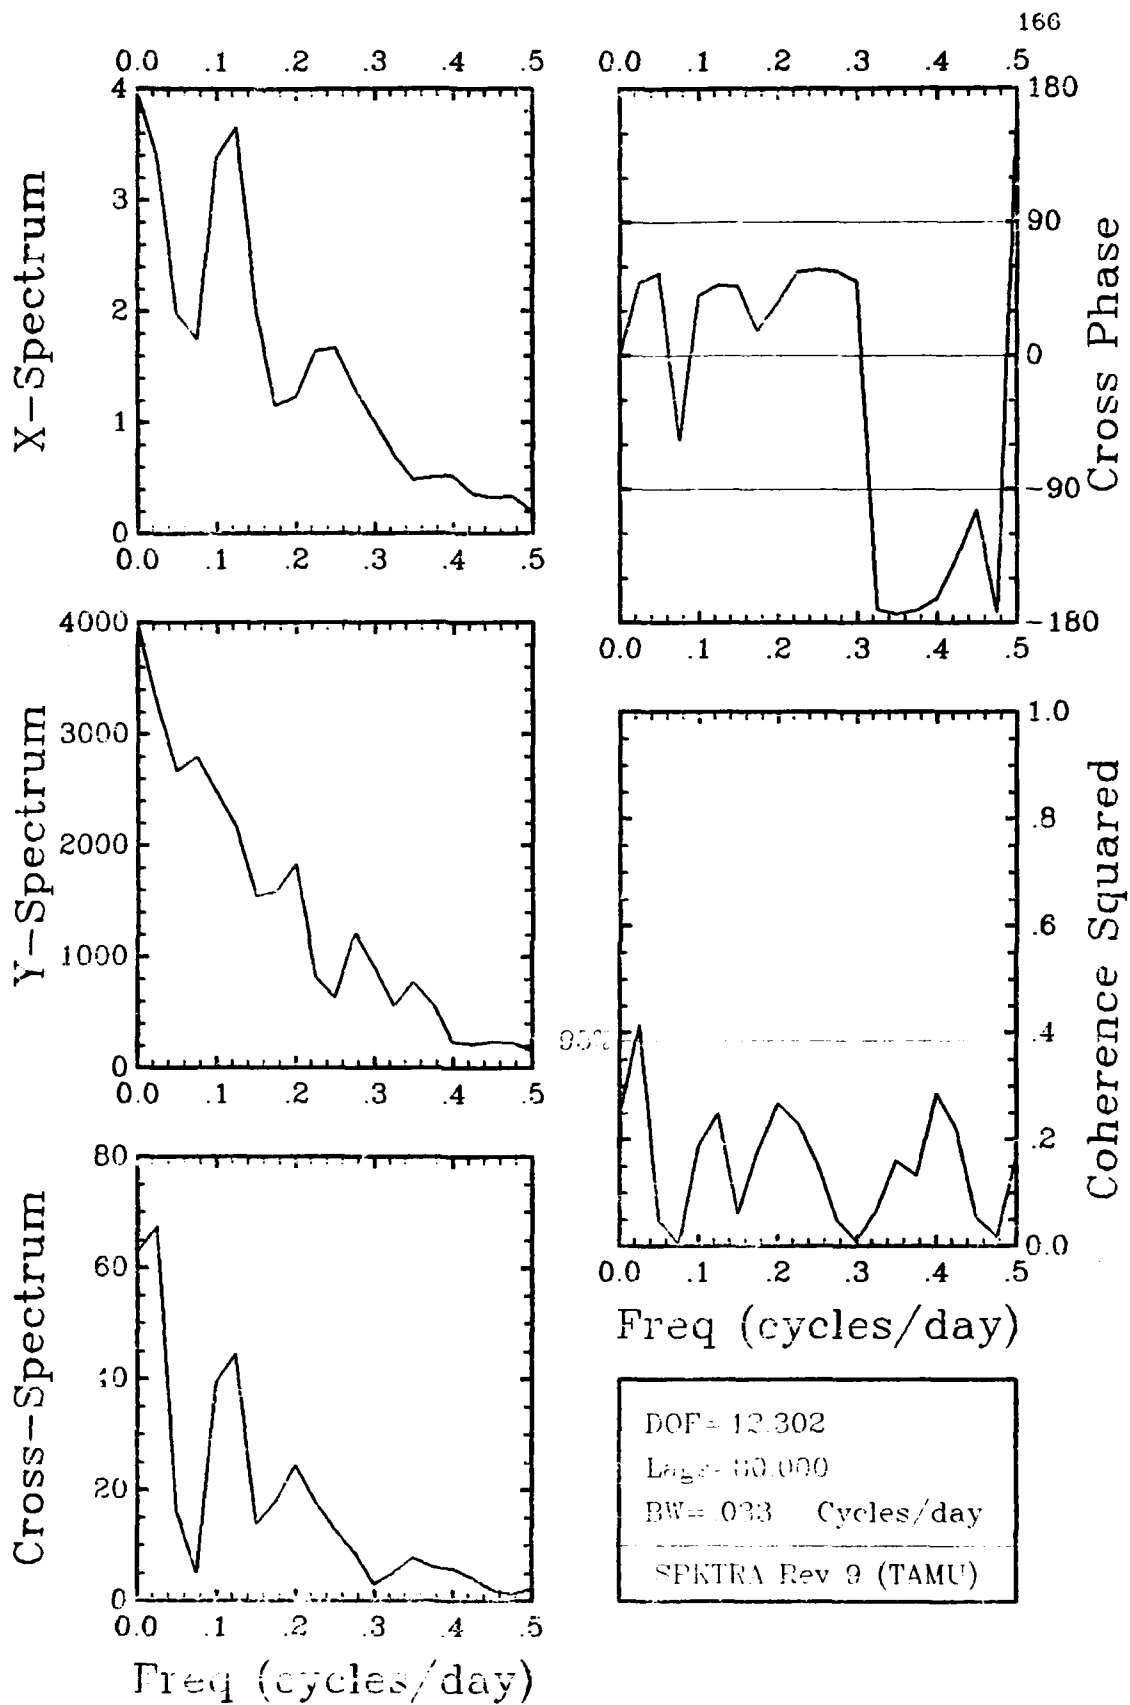 166
0.0 .1 .2 .3 .4 .5
4
3
2
1
0
X-Spectrum
0.0 .1 .2 .3 .4 .5
0.0 .1 .2 .3 .4 .5
180
90
0
-90
-180
Cross Phase
0.0 .1 .2 .3 .4 .5
4000
3000
2000
1000
0
Y-Spectrum
0.0 .1 .2 .3 .4 .5
1.0
.8
.6
.4
.2
0.0
95%
Coherence Squared
0.0 .1 .2 .3 .4 .5
Freq (cycles/day)
80
60
40
20
0
Cross-Spectrum
0.0 .1 .2 .3 .4 .5
Freq (cycles/day)
DOF= 12.302
BW= .033 Cycles/day
SPKTRA Rev 9 (TAMU)